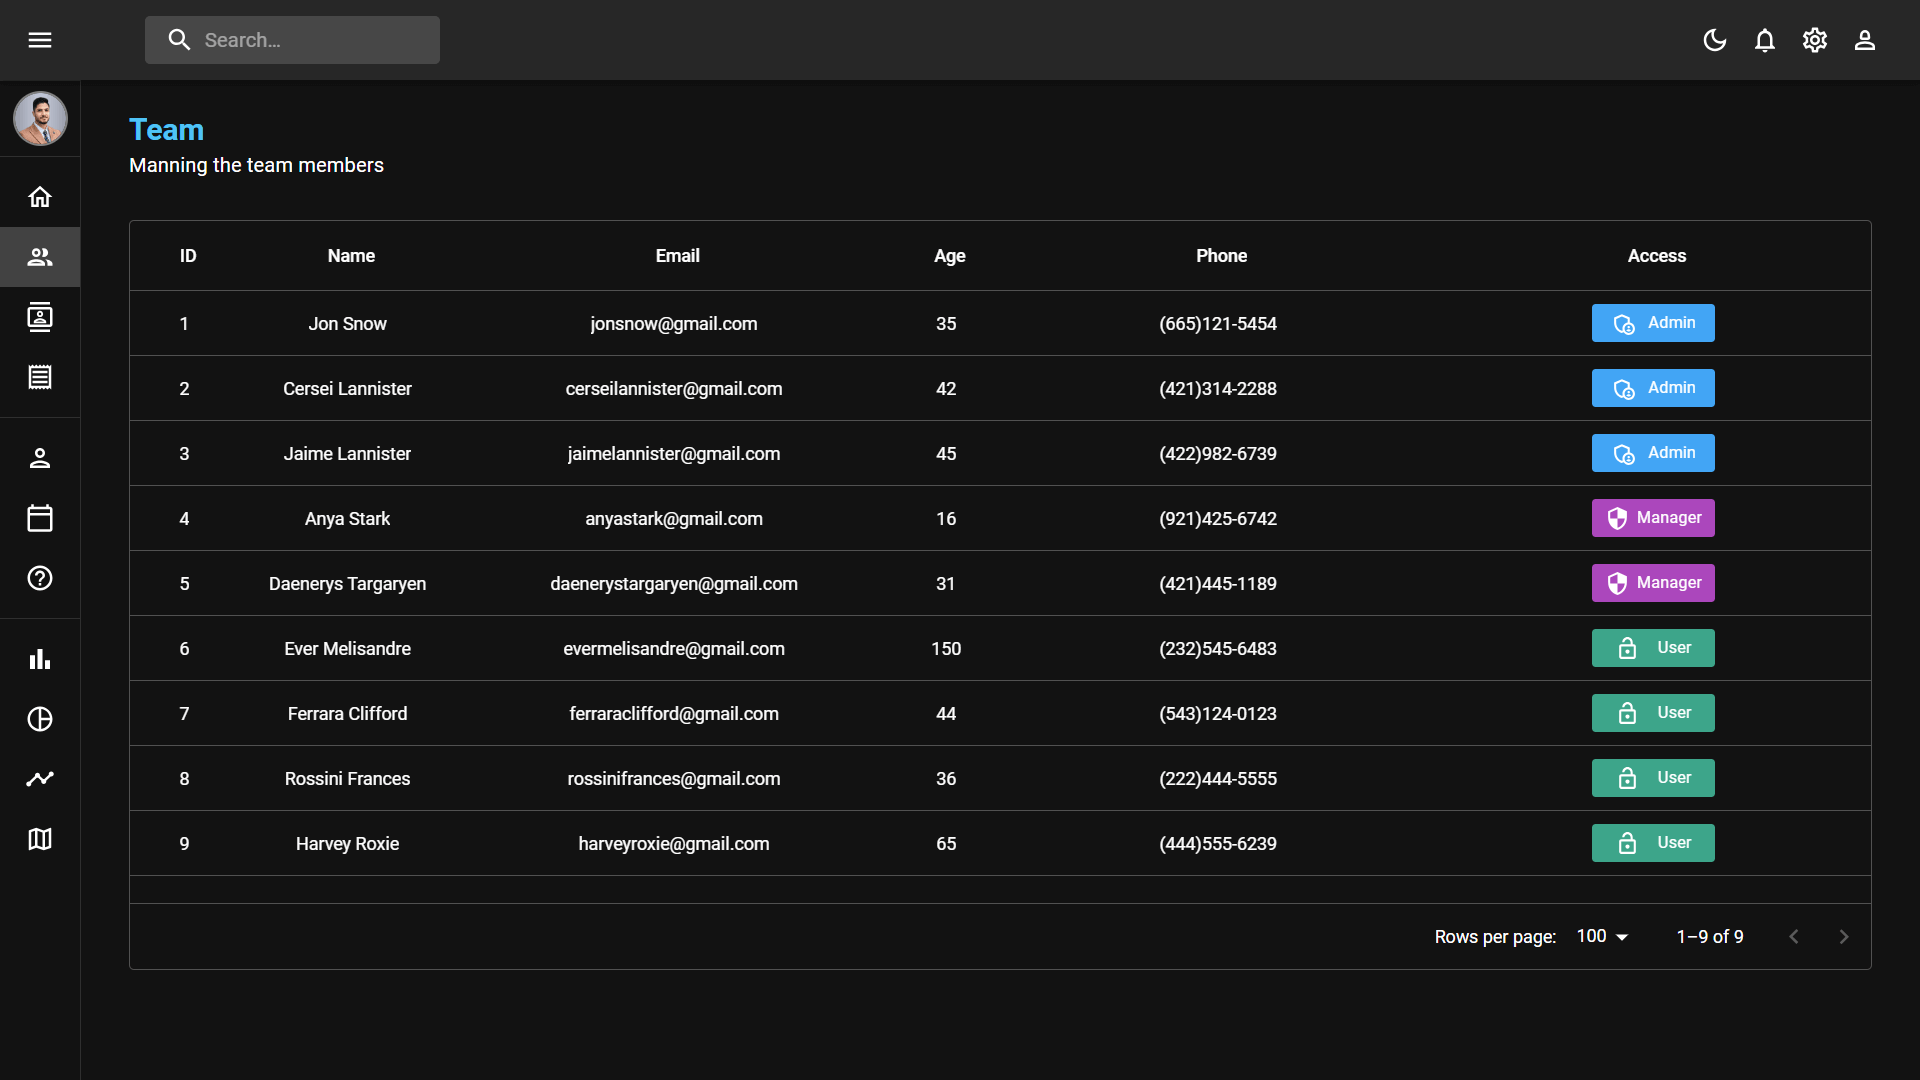 Search...
Team
Manning the team members
ID Name Email Age Phone Access
1 Jon Snow jonsnow@gmail.com 35 (665)121-5454 Admin
2 Cersei Lannister cerseilannister@gmail.com 42 (421)314-2288 Admin
3 Jaime Lannister jaimelannister@gmail.com 45 (422)982-6739 Admin
4 Anya Stark anyastark@gmail.com 16 (921)425-6742 Manager
5 Daenerys Targaryen daenerystargaryen@gmail.com 31 (421)445-1189 Manager
6 Ever Melisandre evermelisandre@gmail.com 150 (232)545-6483 User
7 Ferrara Clifford ferraraclifford@gmail.com 44 (543)124-0123 User
8 Rossini Frances rossinifrances@gmail.com 36 (222)444-5555 User
9 Harvey Roxie harveyroxie@gmail.com 65 (444)555-6239 User
Rows per page: 100 1–9 of 9